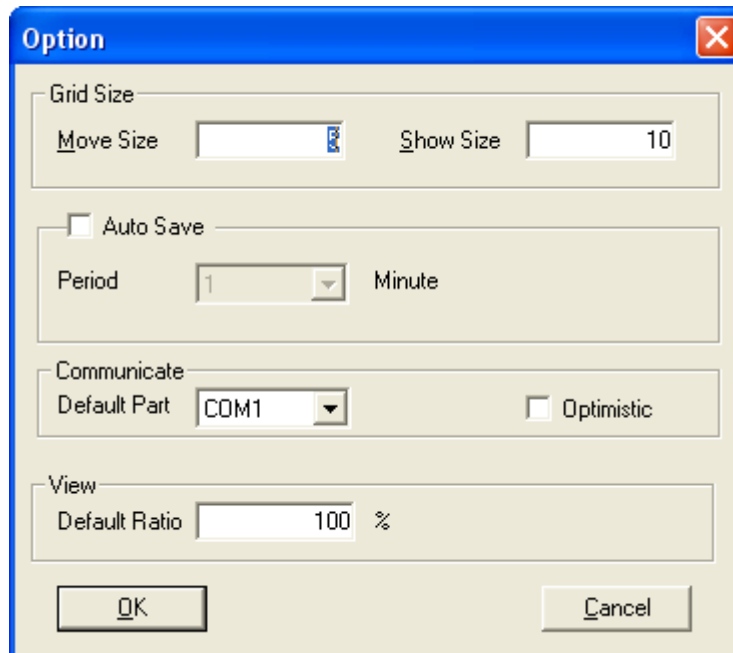 Option
Grid Size
Move Size Show Size 10
Auto Save
Period 1 Minute
Communicate
Default Part COM1 Optimistic
View
Default Ratio 100 %
OK Cancel